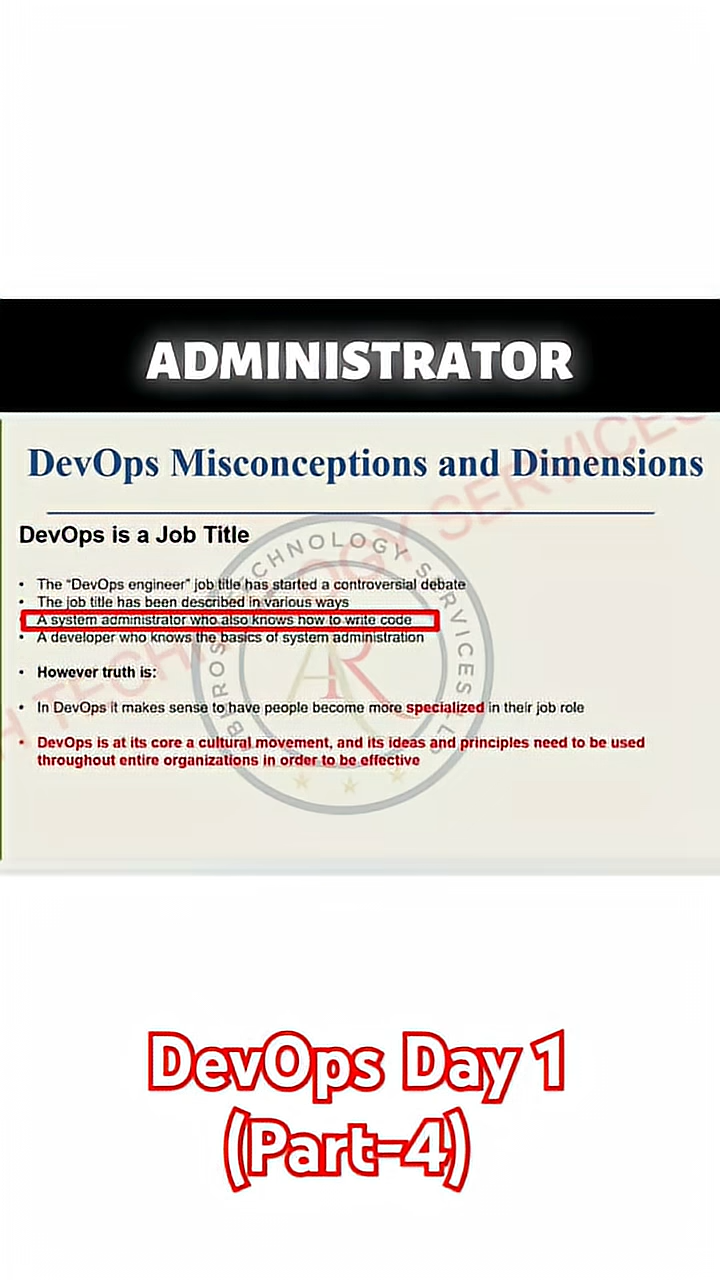 ADMINISTRATOR
DevOps Misconceptions and Dimensions
DevOps is a Job Title
• The "DevOps engineer" job title has started a controversial debate
• The job title has been described in various ways
• A system administrator who also knows how to write code
• A developer who knows the basics of system administration
• However truth is:
• In DevOps it makes sense to have people become more specialized in their job role
• DevOps is at its core a cultural movement, and its ideas and principles need to be used
throughout entire organizations in order to be effective
TECHNOLOGY SERVICES
AR
DevOps Day 1
(Part-4)